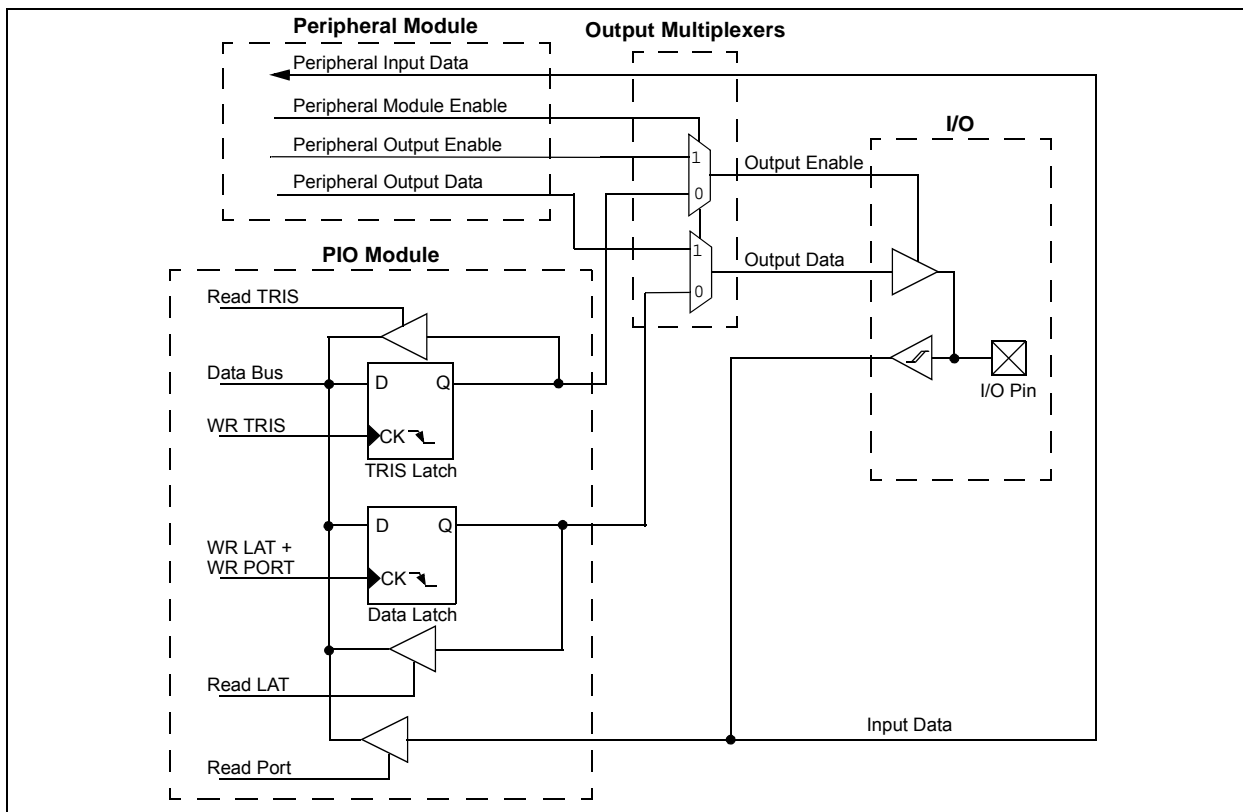 Peripheral Module
Output Multiplexers
Peripheral Input Data
Peripheral Module Enable
I/O
Peripheral Output Enable
1
Output Enable
Peripheral Output Data
0
PIO Module
1
Output Data
0
Read TRIS
Data Bus
D
Q
I/O Pin
WR TRIS
CK
TRIS Latch
D
Q
WR LAT +
WR PORT
CK
Data Latch
Read LAT
Input Data
Read Port